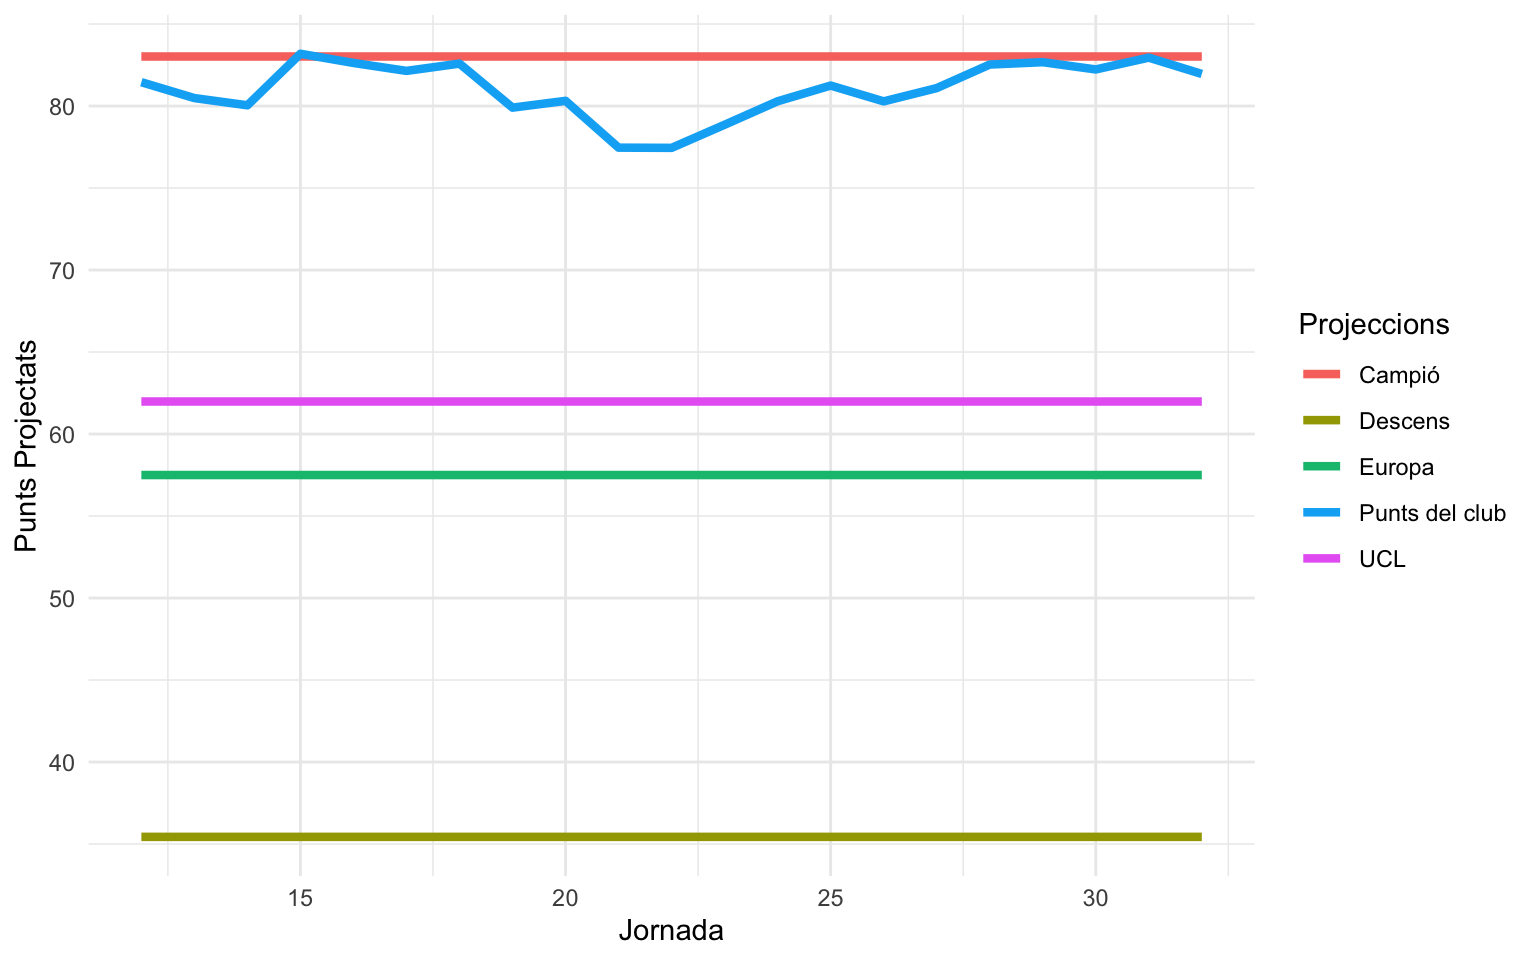 80
70
60
50
40
Punts Projectats
15 20 25 30
Jornada
Projeccions
Campió
Descens
Europa
Punts del club
UCL